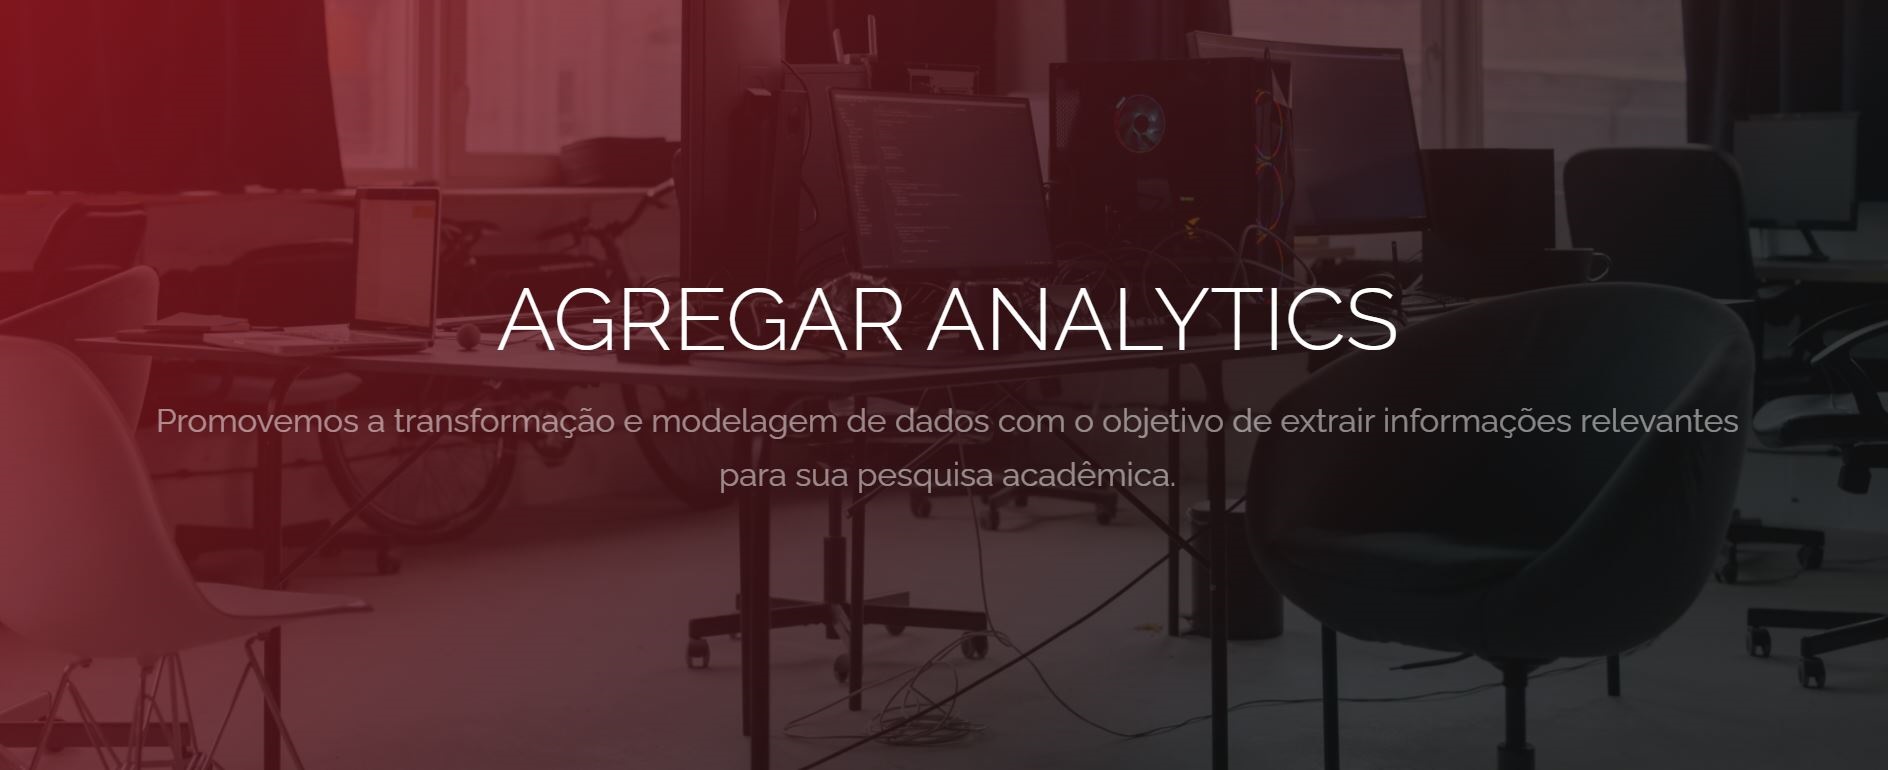 AGREGAR ANALYTICS
Promovemos a transformação e modelagem de dados com o objetivo de extrair informações relevantes
para sua pesquisa acadêmica.